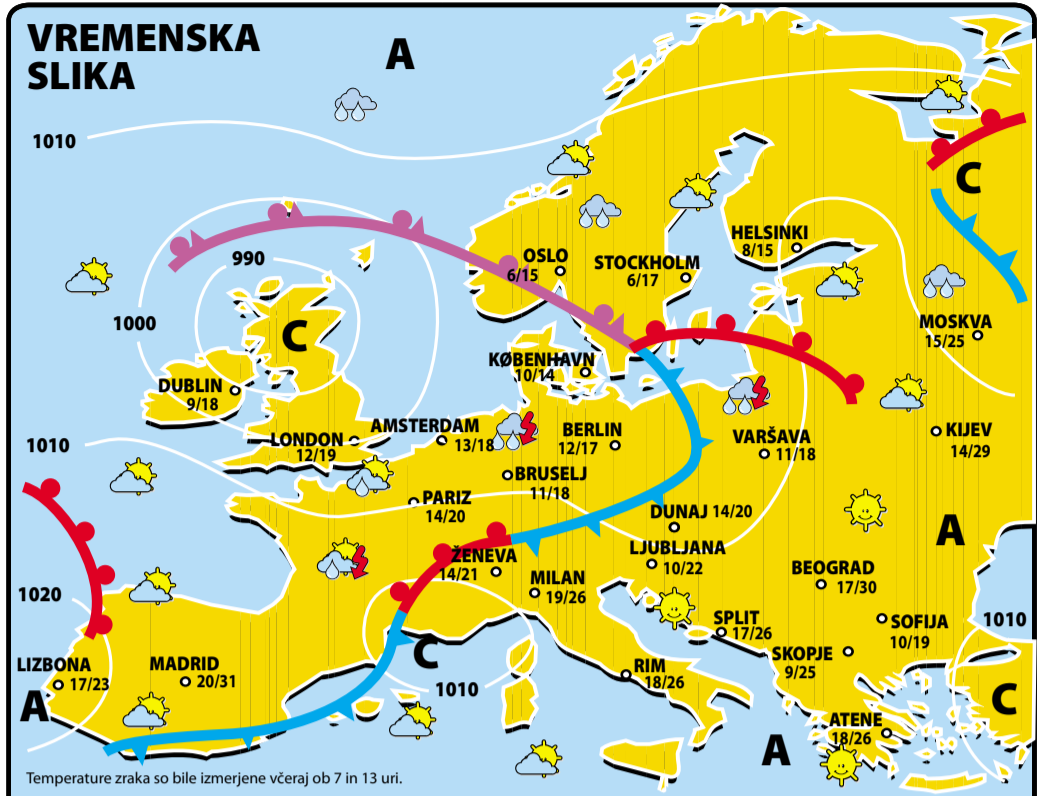 VREMENSKA
SLIKA
A
1010
C
990
HELSINKI
8/15
OSLO
6/15
STOCKHOLM
6/17
1000
C
MOSKVA
15/25
KØBENHAVN
10/14
DUBLIN
9/18
AMSTERDAM
13/18
BERLIN
12/17
LONDON
12/19
VARŠAVA
11/18
KIJEV
14/29
1010
BRUSELJ
11/18
PARIZ
14/20
DUNAJ 14/20
A
LJUBLJANA
10/22
ŽENEVA
14/21
MILAN
19/26
BEOGRAD
17/30
1020
SPLIT
17/26
SOFIJA
10/19
1010
SKOPJE
9/25
C
LIZBONA
17/23
MADRID
20/31
RIM
18/26
1010
A
C
ATENE
18/26
A
Temperature zraka so bile izmerjene včeraj ob 7 in 13 uri.